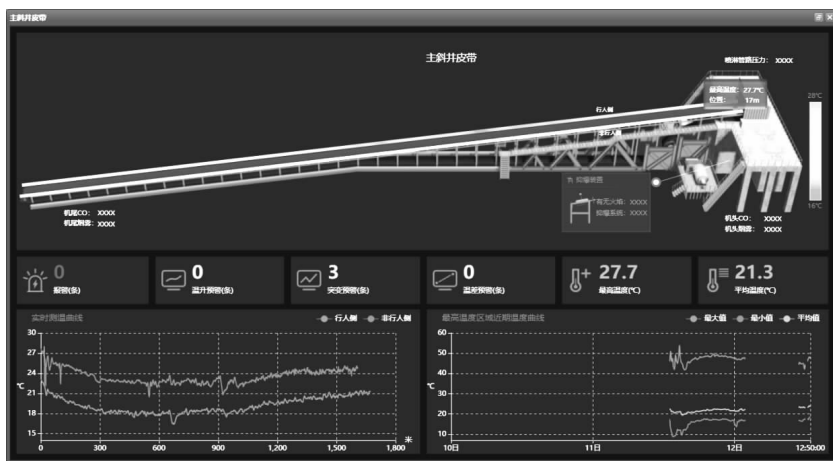 主斜井皮带
主斜井皮带
喷淋管路压力： XXXX
最高温度： 27.7℃
位置： 17m
28℃
16℃
行人侧
非行人侧
抑爆装置
有无火焰： XXXX
抑爆系统： XXXX
机尾CO： XXXX
机尾烟雾： XXXX
机头CO： XXXX
机头烟雾： XXXX
0
报警(条)
0
温升预警(条)
3
突变预警(条)
0
温差预警(条)
27.7
最高温度(℃)
21.3
平均温度(℃)
实时测温曲线
行人侧 非行人侧
30
27
24
21
18
15
℃
0 300 600 900 1,200 1,500 1,800
米
最高温度区域近期温度曲线
最大值 最小值 平均值
60
50
40
30
20
10
℃
10日 11日 12日 12:50:00